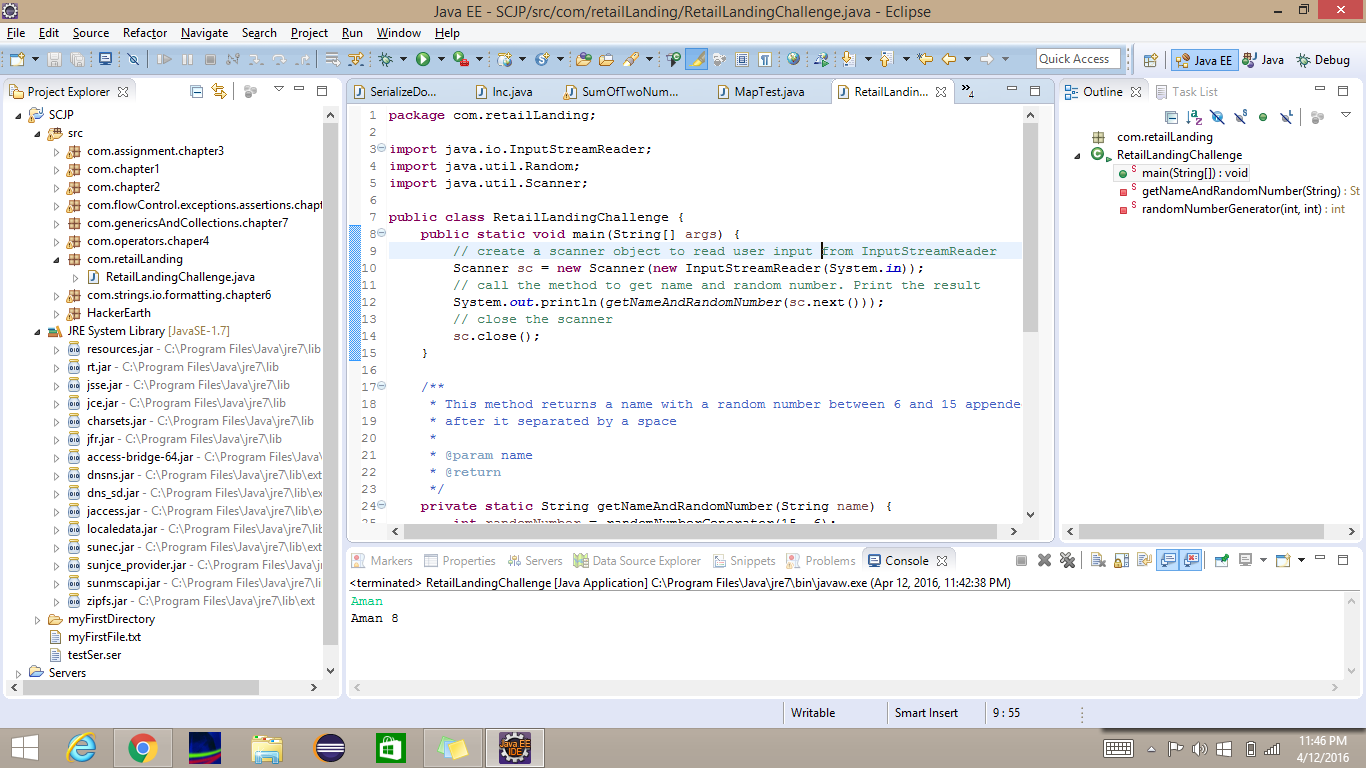 Java EE - SCJP/src/com/retailLanding/RetailLandingChallenge.java - Eclipse
File Edit Source Refactor Navigate Search Project Run Window Help
Quick Access
Java EE Java Debug
Project Explorer
SCJP
src
com.assignment.chapter3
com.chapter1
com.chapter2
com.flowControl.exceptions.assertions.chapt
com.genericsAndCollections.chapter7
com.operators.chaper4
com.retailLanding
RetailLandingChallenge.java
com.strings.io.formatting.chapter6
HackerEarth
JRE System Library [JavaSE-1.7]
resources.jar - C:\Program Files\Java\jre7\lib
rt.jar - C:\Program Files\Java\jre7\lib
jsse.jar - C:\Program Files\Java\jre7\lib
jce.jar - C:\Program Files\Java\jre7\lib
charsets.jar - C:\Program Files\Java\jre7\lib
jfr.jar - C:\Program Files\Java\jre7\lib
access-bridge-64.jar - C:\Program Files\Java
dnsns.jar - C:\Program Files\Java\jre7\lib\ext
dns_sd.jar - C:\Program Files\Java\jre7\lib\ex
jaccess.jar - C:\Program Files\Java\jre7\lib\ext
localedata.jar - C:\Program Files\Java\jre7\lib
sunec.jar - C:\Program Files\Java\jre7\lib\ext
sunjce_provider.jar - C:\Program Files\Java\j
sunmscapi.jar - C:\Program Files\Java\jre7\lib
zipfs.jar - C:\Program Files\Java\jre7\lib\ext
myFirstDirectory
myFirstFile.txt
testSer.ser
Servers
SerializeDo... Inc.java SumOfTwoNum... MapTest.java RetailLandin... »4
1 package com.retailLanding;
2
3 import java.io.InputStreamReader;
4 import java.util.Random;
5 import java.util.Scanner;
6
7 public class RetailLandingChallenge {
8 public static void main(String[] args) {
9 // create a scanner object to read user input from InputStreamReader
10 Scanner sc = new Scanner(new InputStreamReader(System.in));
11 // call the method to get name and random number. Print the result
12 System.out.println(getNameAndRandomNumber(sc.next()));
13 // close the scanner
14 sc.close();
15 }
16
17 /**
18 * This method returns a name with a random number between 6 and 15 appende
19 * after it separated by a space
20 *
21 * @param name
22 * @return
23 */
24 private static String getNameAndRandomNumber(String name) {
25 int randomNumber = randomNumberGenerator(15, 6);
Outline Task List
com.retailLanding
RetailLandingChallenge
main(String[]) : void
getNameAndRandomNumber(String) : St
randomNumberGenerator(int, int) : int
Markers Properties Servers Data Source Explorer Snippets Problems Console
<terminated> RetailLandingChallenge [Java Application] C:\Program Files\Java\jre7\bin\javaw.exe (Apr 12, 2016, 11:42:38 PM)
Aman
Aman 8
Writable Smart Insert 9 : 55
Java EE
IDE
11:46 PM
4/12/2016